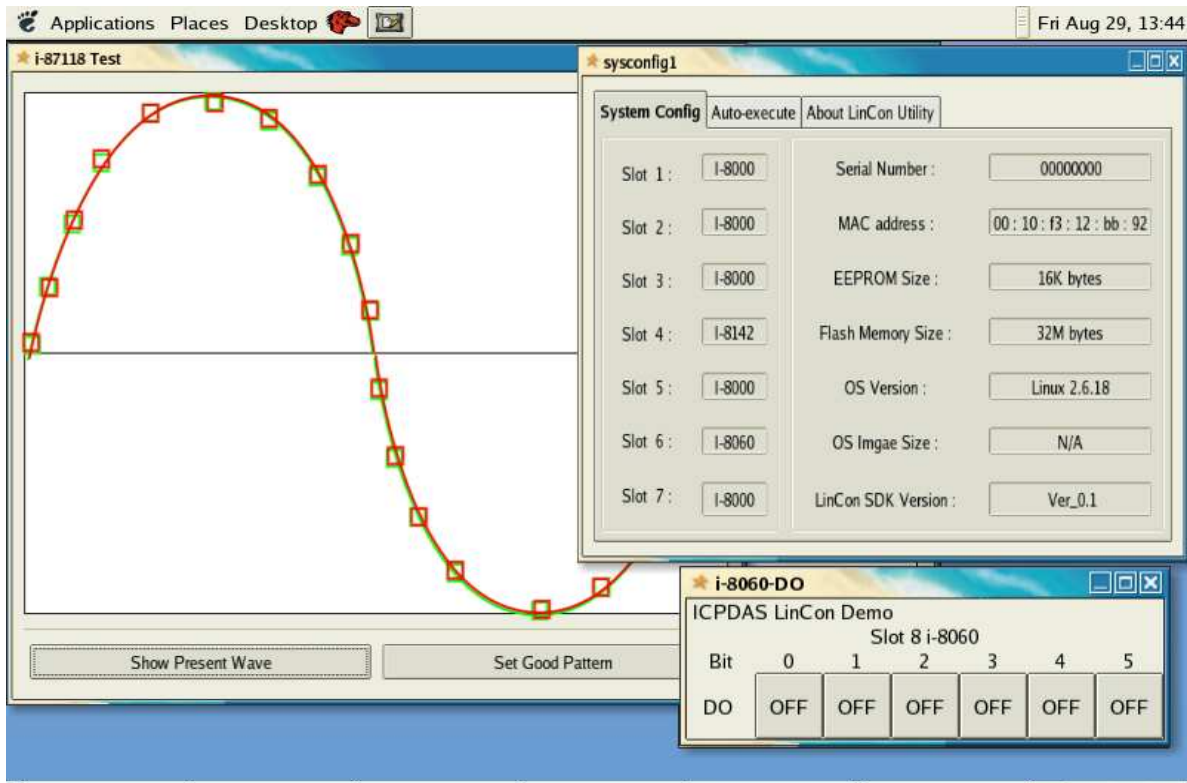 Applications Places Desktop Fri Aug 29, 13:44
i-87118 Test
Show Present Wave Set Good Pattern
sysconfig1
System Config Auto-execute About LinCon Utility
Slot 1 : I-8000 Serial Number : 00000000
Slot 2 : I-8000 MAC address : 00 : 10 : f3 : 12 : bb : 92
Slot 3 : I-8000 EEPROM Size : 16K bytes
Slot 4 : I-8142 Flash Memory Size : 32M bytes
Slot 5 : I-8000 OS Version : Linux 2.6.18
Slot 6 : I-8060 OS Imgae Size : N/A
Slot 7 : I-8000 LinCon SDK Version : Ver_0.1
i-8060-DO
ICPDAS LinCon Demo
Slot 8 i-8060
Bit 0 1 2 3 4 5
DO OFF OFF OFF OFF OFF OFF